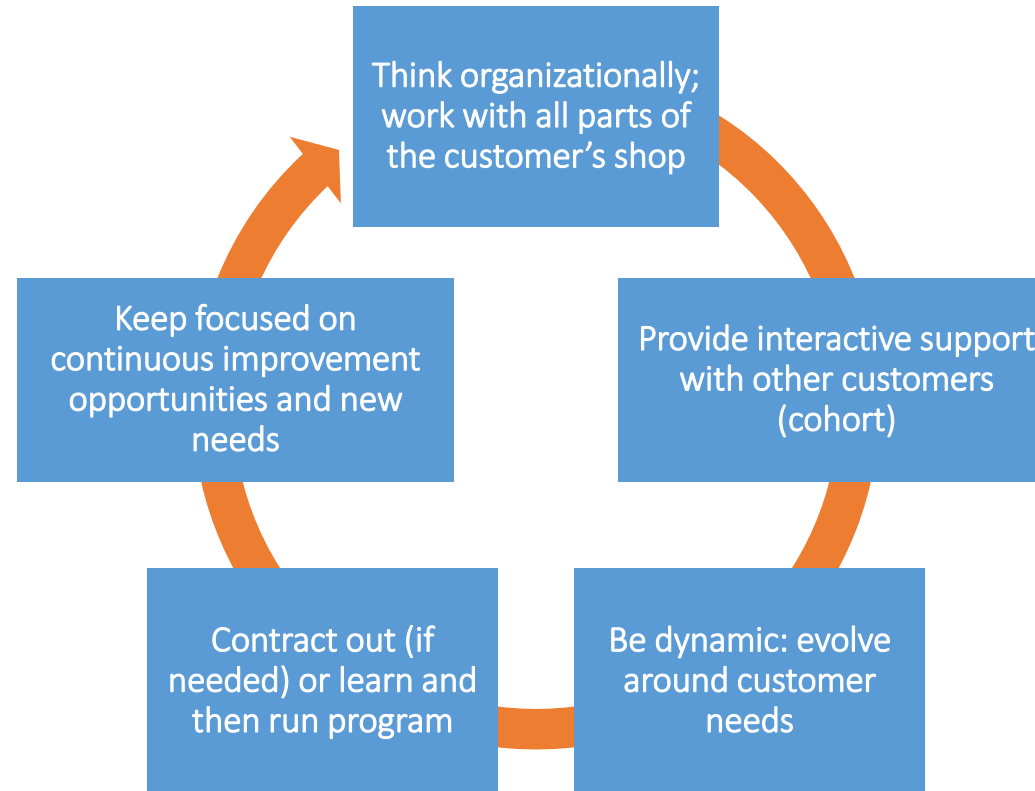 Think organizationally;
work with all parts of
the customer’s shop
Provide interactive support
with other customers
(cohort)
Be dynamic: evolve
around customer
needs
Contract out (if
needed) or learn and
then run program
Keep focused on
continuous improvement
opportunities and new
needs